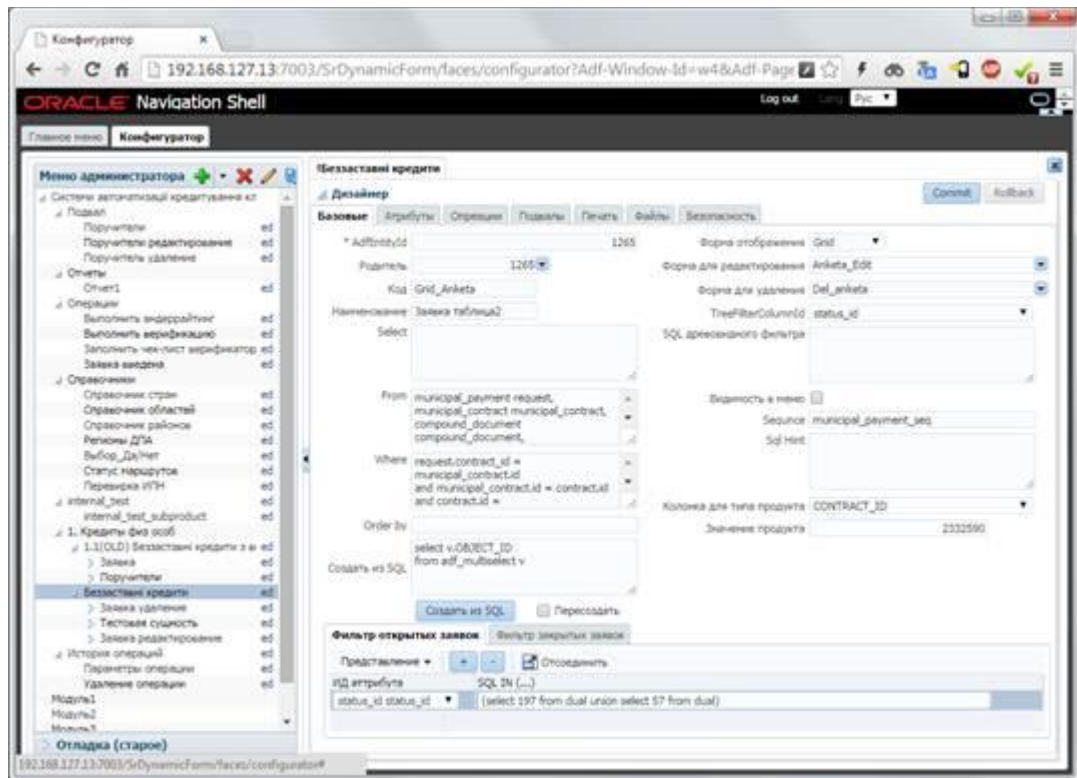 Конфигуратор
192.168.127.13:7003/SrDynamicForm/faces/configurator?Adf-Window-Id=w4&Adf-Page
ORACLE Navigation Shell
Log out Lang Рус
Главное меню Конфигуратор
Меню администратора
Системи автоматизації кредитування кл
Подвал
Поручители ed
Поручители редактирование ed
Поручитель удаление ed
Отчеты
Отчет1 ed
Операции
Выполнить андеррайтинг ed
Выполнить верификацию ed
Заполнить чек-лист верификатор ed
Заявка введена ed
Справочники
Справочник стран ed
Справочник областей ed
Справочник районов ed
Регионы ДПА ed
Выбор_Да/Нет ed
Статус маршрутов ed
Перевирка ИПН ed
internal_test
internal_test_subproduct ed
1. Кредиты физ особ
1.1(OLD) Беззаставні кредити з ed
Заявка ed
Поручители ed
Беззаставні кредити ed
Заявка удаление ed
Тестовая сущность ed
Заявка редактирование ed
История операций ed
Параметры операции ed
Удаление операции ed
Модуль1
Модуль2
Модуль3
Отладка (старое)
192.168.127.13:7003/SrDynamicForm/faces/configurator#
!Беззаставні кредити
Дизайнер
Commit Rollback
Базовые Атрибуты Операции Подвалы Печать Файлы Безопасность
* AdfEntityId 1265
Родитель 1265
Код Grid_Anketa
Наименование Заявка таблица2
Select
From municipal_payment request,
municipal_contract municipal_contract,
compound_document
compound_document,
Where request.contract_id =
municipal_contract.id
and municipal_contract.id = contract.id
and contract.id =
Order by
Создать из SQL select v.OBJECT_ID
from adf_multiselect v
Создать из SQL Пересоздать
Форма отображения Grid
Форма для редактирования Anketa_Edit
Форма для удаления Del_anketa
TreeFilterColumnId status_id
SQL древовидного фильтра
Видимость в меню
Sequnce municipal_payment_seq
Sql Hint
Колонка для типа продукта CONTRACT_ID
Значение продукта 2332590
Фильтр открытых заявок Фильтр закрытых заявок
Представление + - Отсоединить
ИД аттрибута SQL IN (...)
status_id status_id (select 197 from dual union select 57 from dual)